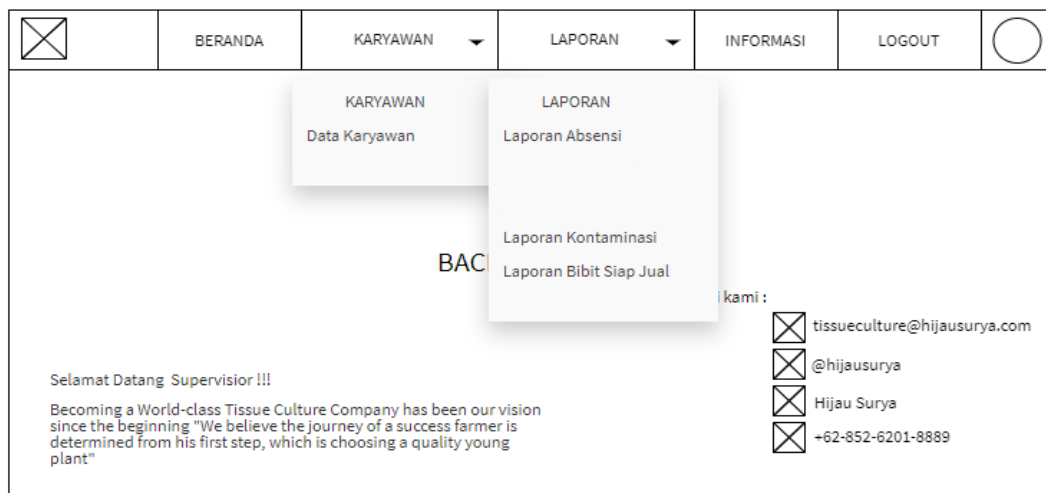 BERANDA
KARYAWAN
LAPORAN
INFORMASI
LOGOUT
KARYAWAN
Data Karyawan
LAPORAN
Laporan Absensi
Laporan Kontaminasi
Laporan Bibit Siap Jual
kami :
tissueculture@hijausurya.com
@hijausurya
Hijau Surya
+62-852-6201-8889
Selamat Datang Supervisior !!!
Becoming a World-class Tissue Culture Company has been our vision
since the beginning "We believe the journey of a success farmer is
determined from his first step, which is choosing a quality young
plant"